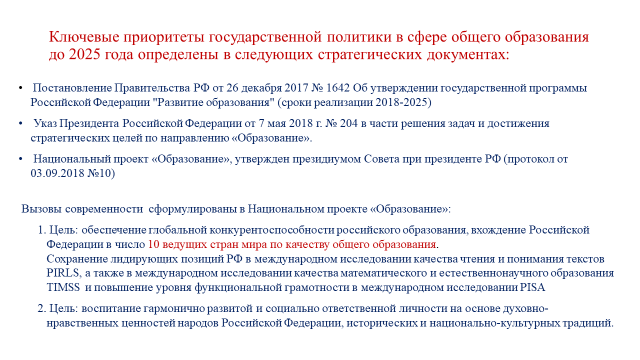 Ключевые приоритеты государственной политики в сфере общего образования
до 2025 года определены в следующих стратегических документах:
• Постановление Правительства РФ от 26 декабря 2017 № 1642 Об утверждении государственной программы
Российской Федерации "Развитие образования" (сроки реализации 2018-2025)
• Указ Президента Российской Федерации от 7 мая 2018 г. № 204 в части решения задач и достижения
стратегических целей по направлению «Образование».
• Национальный проект «Образование», утвержден президиумом Совета при президенте РФ (протокол от
03.09.2018 №10)
Вызовы современности сформулированы в Национальном проекте «Образование»:
1. Цель: обеспечение глобальной конкурентоспособности российского образования, вхождение Российской
Федерации в число 10 ведущих стран мира по качеству общего образования.
Сохранение лидирующих позиций РФ в международном исследовании качества чтения и понимания текстов
PIRLS, а также в международном исследовании качества математического и естественнонаучного образования
TIMSS и повышение уровня функциональной грамотности в международном исследовании PISA
2. Цель: воспитание гармонично развитой и социально ответственной личности на основе духовно-
нравственных ценностей народов Российской Федерации, исторических и национально-культурных традиций.